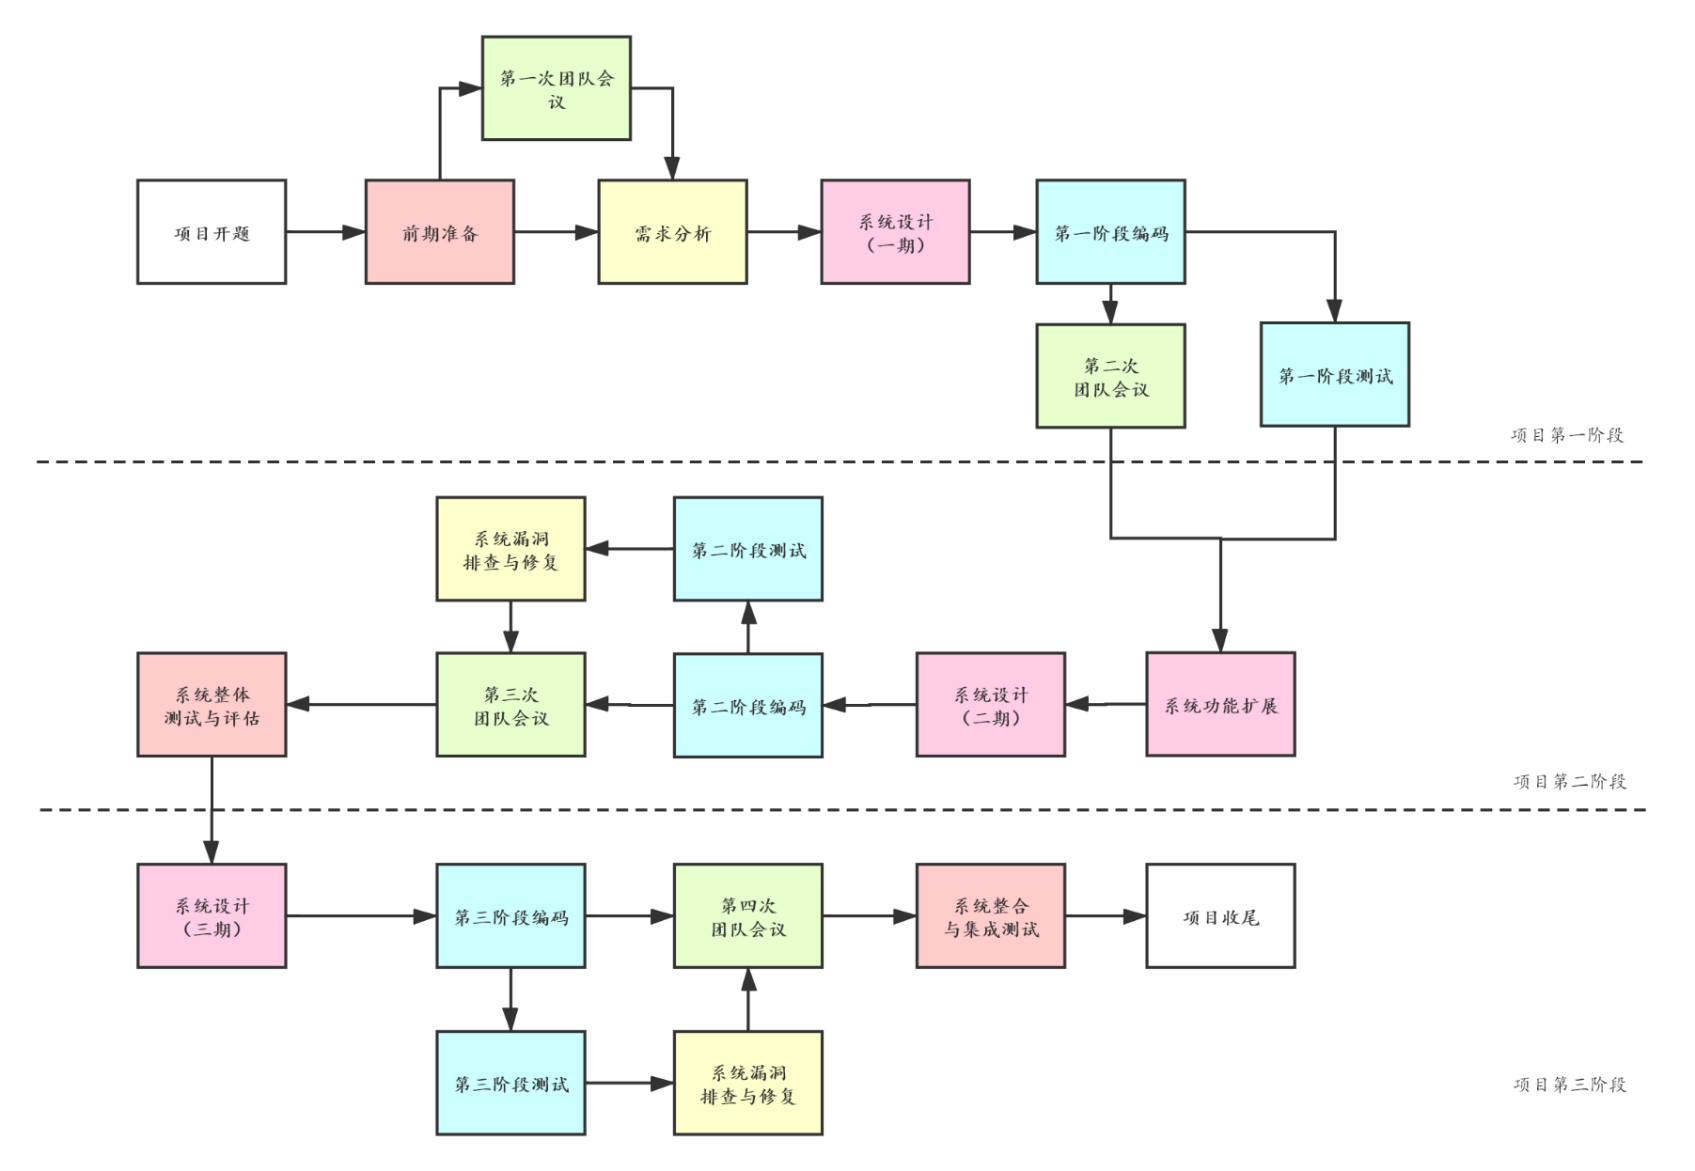 第一次团队会
议
项目开题
前期准备
需求分析
系统设计
（一期）
第一阶段编码
第二次
团队会议
第一阶段测试
项目第一阶段
系统漏洞
排查与修复
第二阶段测试
系统整体
测试与评估
第三次
团队会议
第二阶段编码
系统设计
（二期）
系统功能扩展
项目第二阶段
系统设计
（三期）
第三阶段编码
第四次
团队会议
系统整合
与集成测试
项目收尾
第三阶段测试
系统漏洞
排查与修复
项目第三阶段